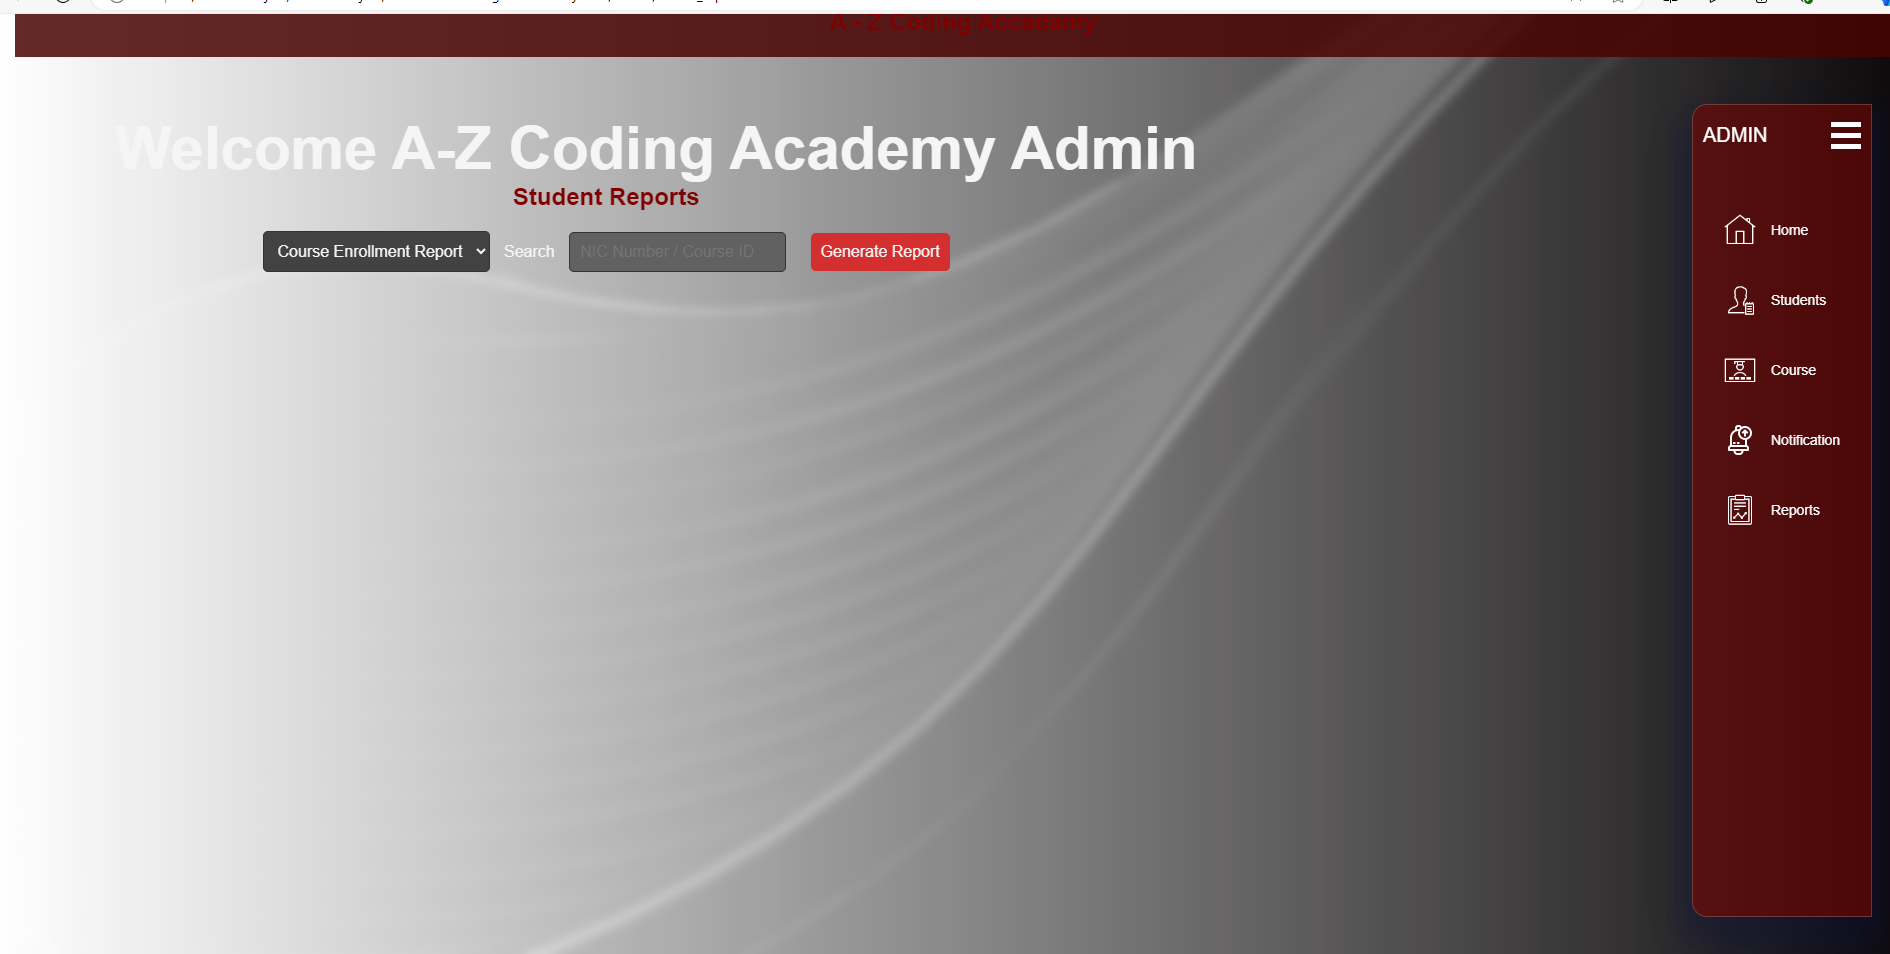 A - Z Coding Accadamy
Welcome A-Z Coding Academy Admin
Student Reports
Course Enrollment Report Search NIC Number / Course ID Generate Report
ADMIN
Home
Students
Course
Notification
Reports